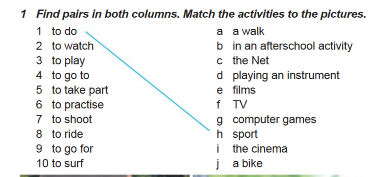 1 Find pairs in both columns. Match the activities to the pictures.
1 to do a a walk
2 to watch b in an afterschool activity
3 to play c the Net
4 to go to d playing an instrument
5 to take part e films
6 to practise f TV
7 to shoot g computer games
8 to ride h sport
9 to go for i the cinema
10 to surf j a bike